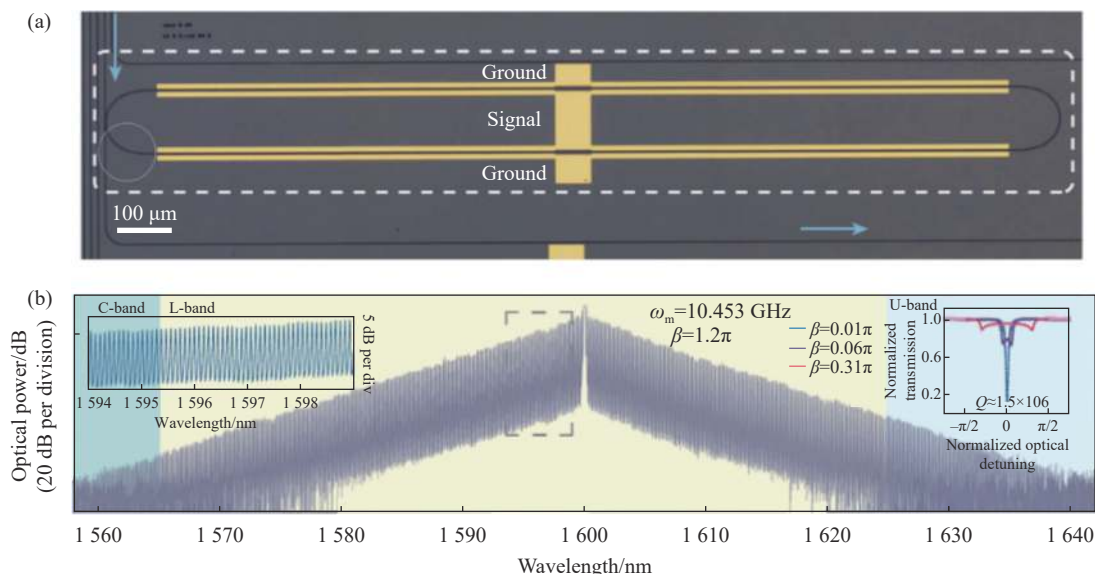 (a)
Ground
Signal
Ground
100 μm
(b)
C-band
L-band
5 dB per div
1 594
1 595
1 596
1 597
1 598
Wavelength/nm
ωm=10.453 GHz
β=1.2π
β=0.01π
β=0.06π
β=0.31π
U-band
Normalized
transmission
1.0
0.6
0.2
Q≈1.5×106
−π/2
0
π/2
Normalized optical
detuning
Optical power/dB
(20 dB per division)
1 560
1 570
1 580
1 590
1 600
1 610
1 620
1 630
1 640
Wavelength/nm